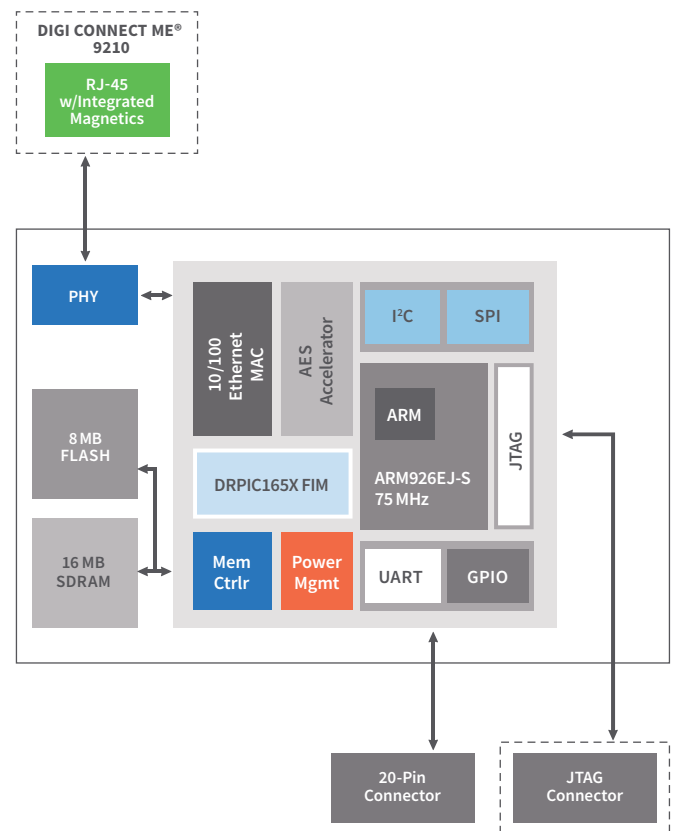 DIGI CONNECT ME®
9210
RJ-45
w/Integrated
Magnetics
PHY
10/100
Ethernet
MAC
AES
Accelerator
I²C
SPI
8 MB
FLASH
ARM
ARM926EJ-S
75 MHz
JTAG
DRPIC165X FIM
16 MB
SDRAM
Mem
Ctrlr
Power
Mgmt
UART
GPIO
20-Pin
Connector
JTAG
Connector